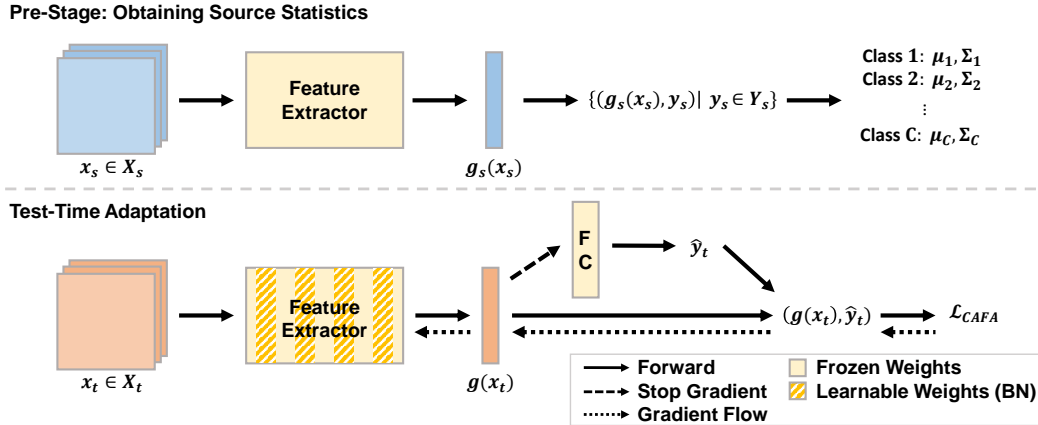 Pre-Stage: Obtaining Source Statistics
Feature
Extractor
{(g_s(x_s), y_s)| y_s ∈ Y_s}
Class 1: μ_1, Σ_1
Class 2: μ_2, Σ_2
⋮
Class C: μ_C, Σ_C
x_s ∈ X_s
g_s(x_s)
Test-Time Adaptation
F
C
ŷ_t
Feature
Extractor
(g(x_t), ŷ_t)
ℒ_CAFA
x_t ∈ X_t
g(x_t)
Forward
Stop Gradient
Gradient Flow
Frozen Weights
Learnable Weights (BN)